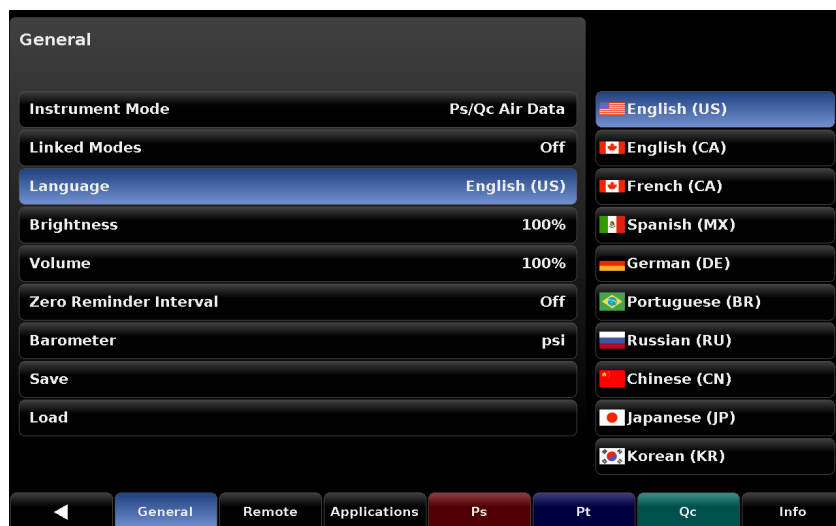 General
Instrument Mode Ps/Qc Air Data
Linked Modes Off
Language English (US)
Brightness 100%
Volume 100%
Zero Reminder Interval Off
Barometer psi
Save
Load
English (US)
English (CA)
French (CA)
Spanish (MX)
German (DE)
Portuguese (BR)
Russian (RU)
Chinese (CN)
Japanese (JP)
Korean (KR)
General Remote Applications Ps Pt Qc Info